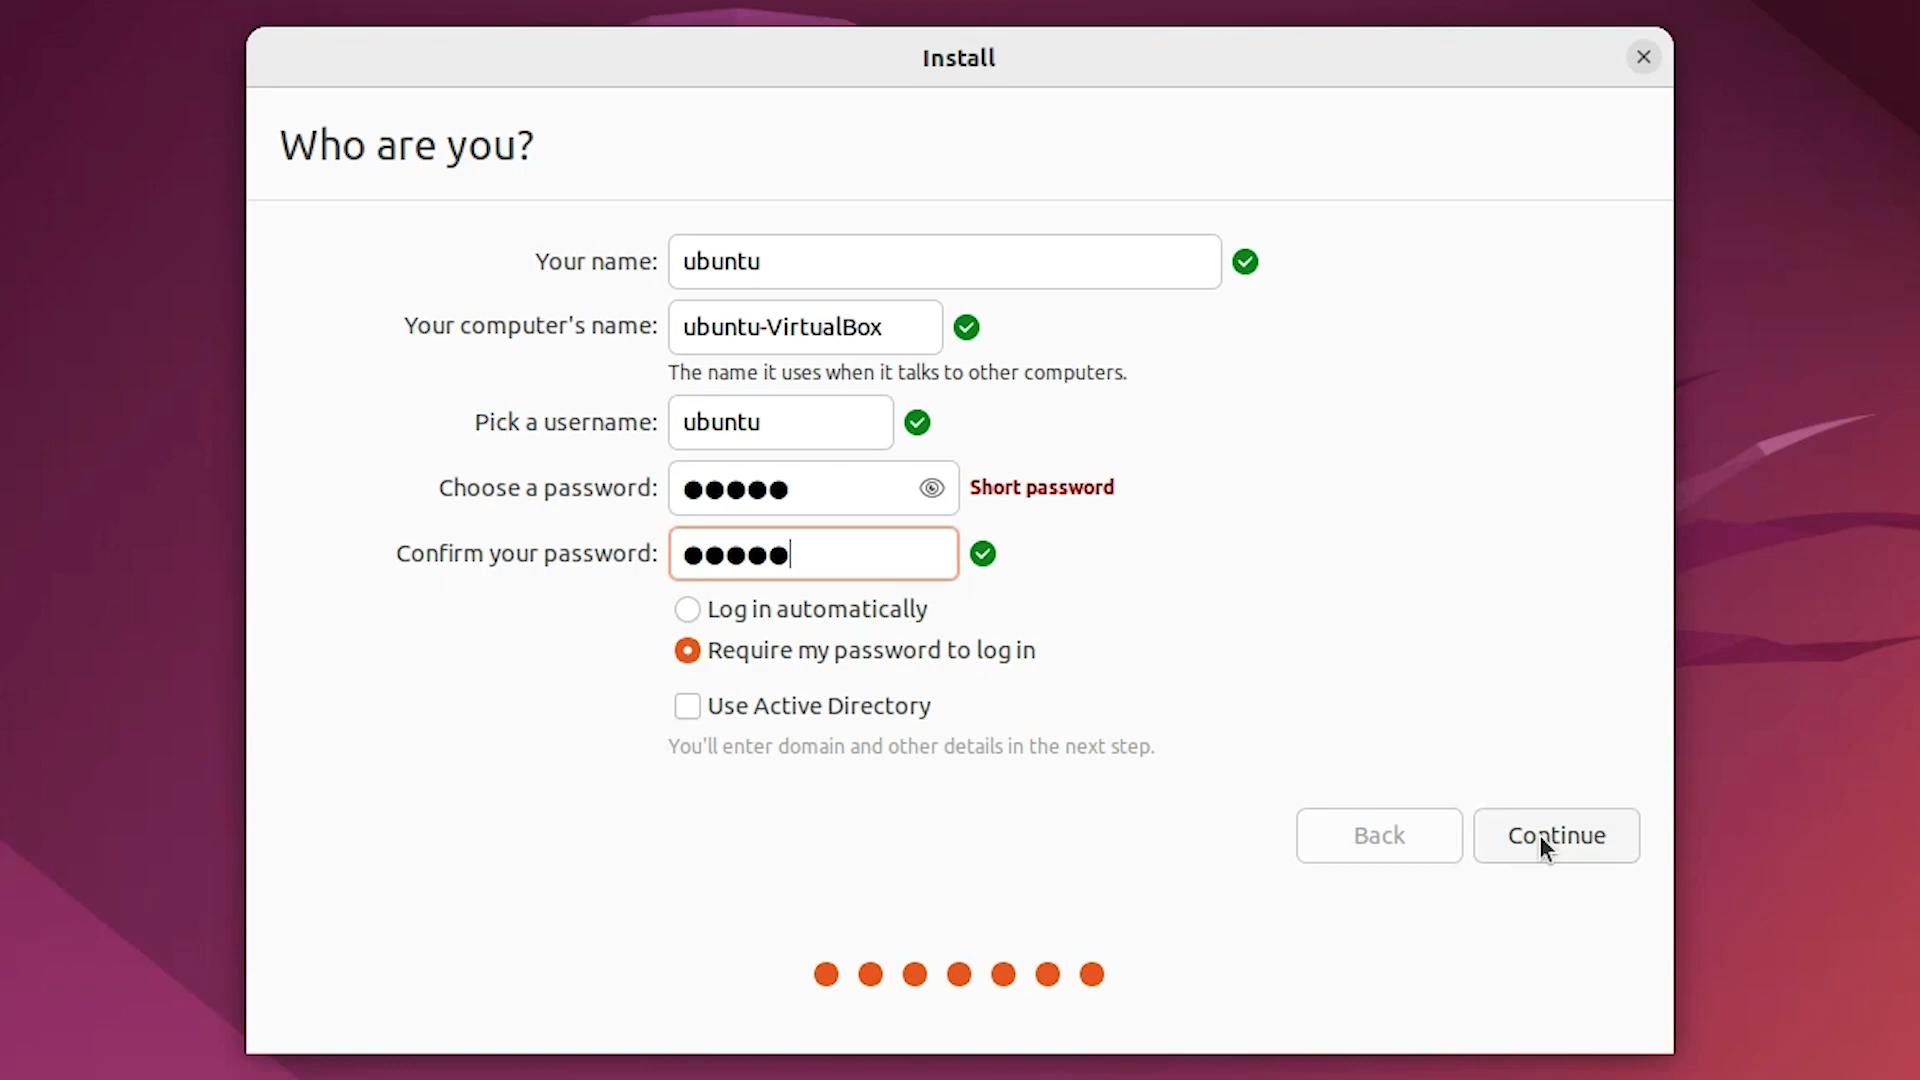 Install
Who are you?
Your name: ubuntu
Your computer's name: ubuntu-VirtualBox
The name it uses when it talks to other computers.
Pick a username: ubuntu
Choose a password: ●●●●● Short password
Confirm your password: ●●●●●
Log in automatically
Require my password to log in
Use Active Directory
You'll enter domain and other details in the next step.
Back Continue